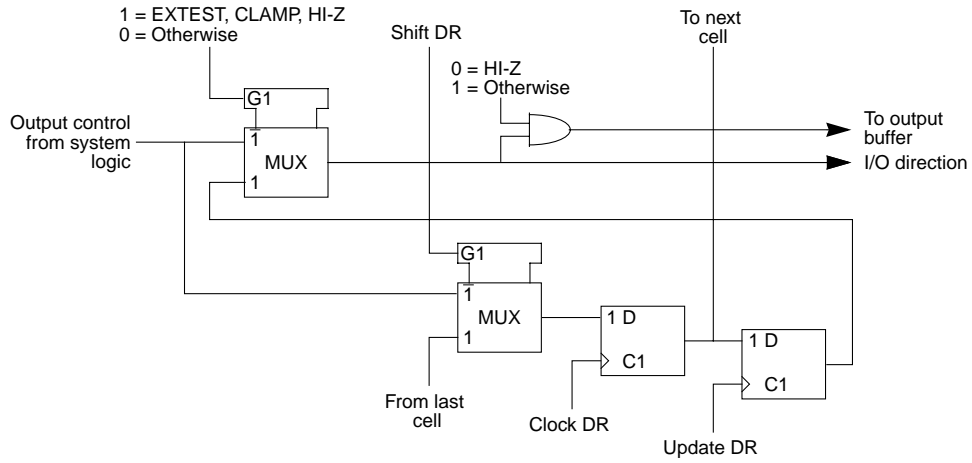 1 = EXTEST, CLAMP, HI-Z
0 = Otherwise
Shift DR
To next
cell
0 = HI-Z
1 = Otherwise
G1
Output control
from system
logic
1
MUX
1
To output
buffer
I/O direction
G1
1
MUX
1
1 D
C1
1 D
C1
From last
cell
Clock DR
Update DR